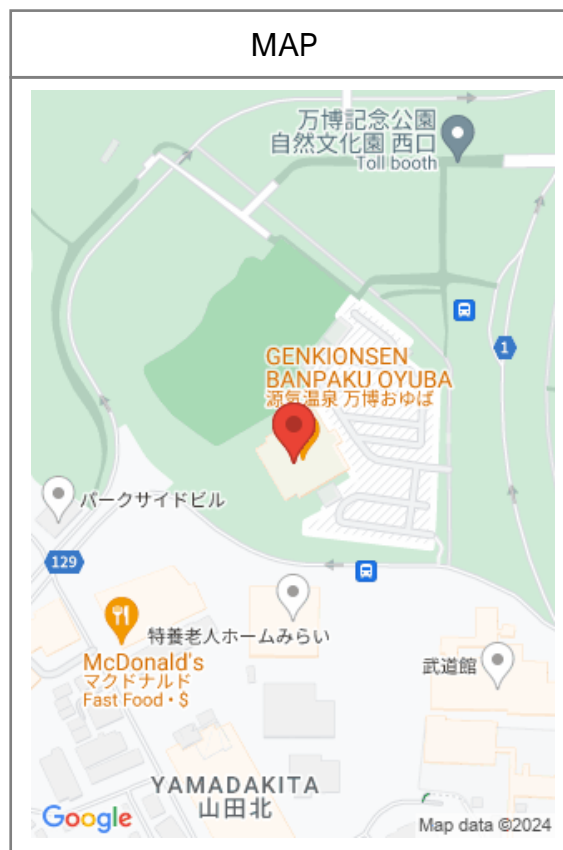 MAP
万博記念公園
自然文化園 西口
Toll booth
1
GENKIONSEN
BANPAKU OYUBA
源気温泉 万博おゆば
パークサイドビル
129
特養老人ホームみらい
McDonald's
マクドナルド
Fast Food • $
武道館
YAMADAKITA
山田北
Google
Map data ©2024